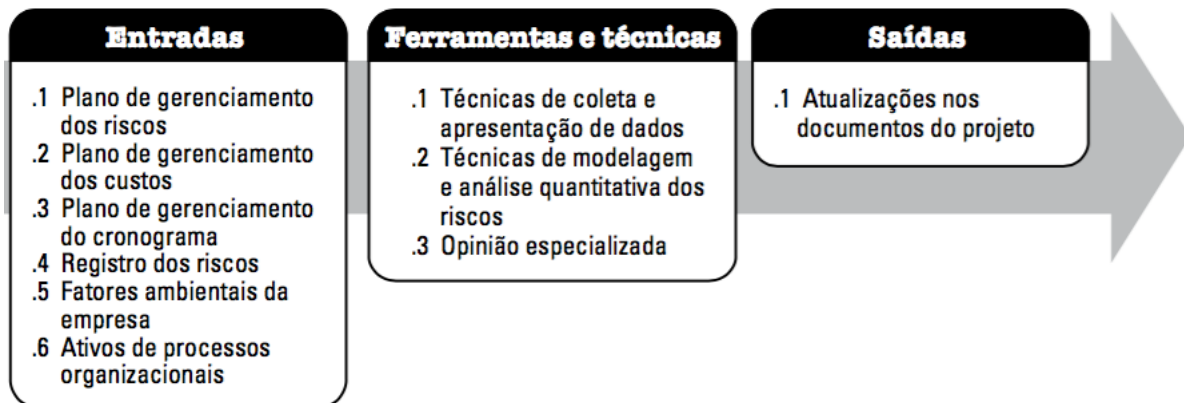 Entradas
.1 Plano de gerenciamento
dos riscos
.2 Plano de gerenciamento
dos custos
.3 Plano de gerenciamento
do cronograma
.4 Registro dos riscos
.5 Fatores ambientais da
empresa
.6 Ativos de processos
organizacionais
Ferramentas e técnicas
.1 Técnicas de coleta e
apresentação de dados
.2 Técnicas de modelagem
e análise quantitativa dos
riscos
.3 Opinião especializada
Saídas
.1 Atualizações nos
documentos do projeto